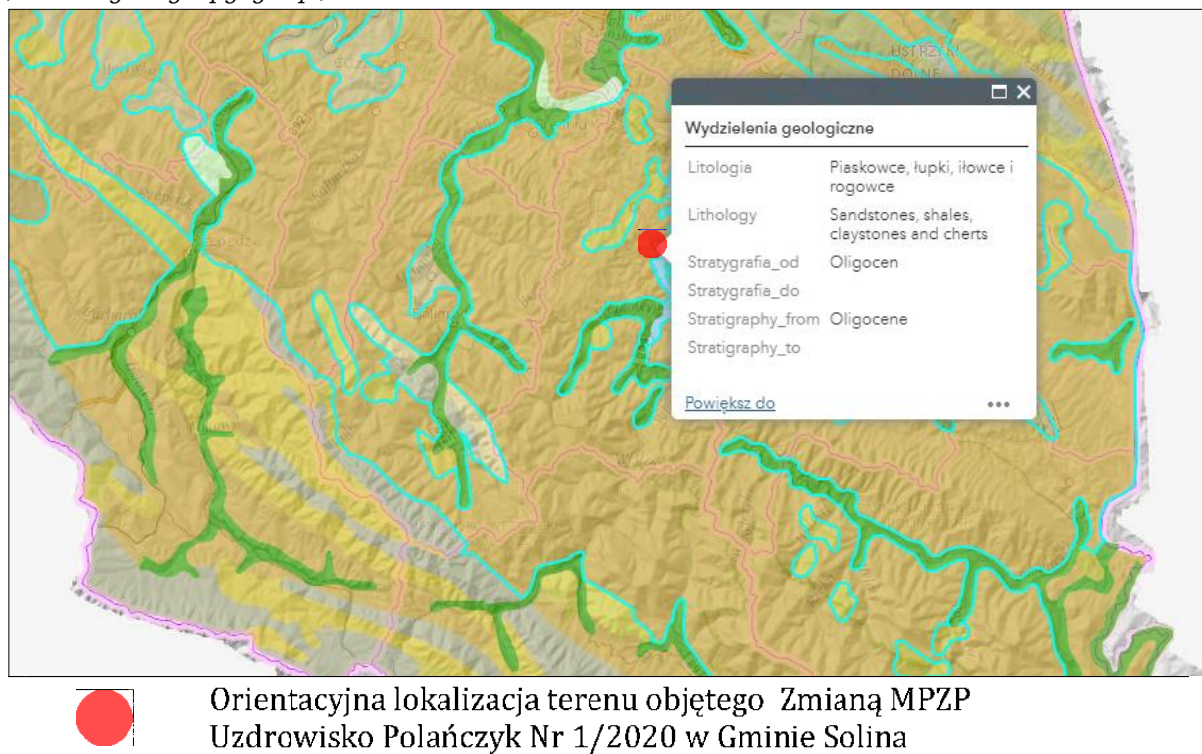 USTRZYKI
DOLNE
Wydzielenia geologiczne
Litologia Piaskowce, łupki, iłowce i
rogowce
Lithology Sandstones, shales,
claystones and cherts
Stratygrafia_od Oligocen
Stratygrafia_do
Stratigraphy_from Oligocene
Stratigraphy_to
Powiększ do
Orientacyjna lokalizacja terenu objętego Zmianą MPZP
Uzdrowisko Polańczyk Nr 1/2020 w Gminie Solina